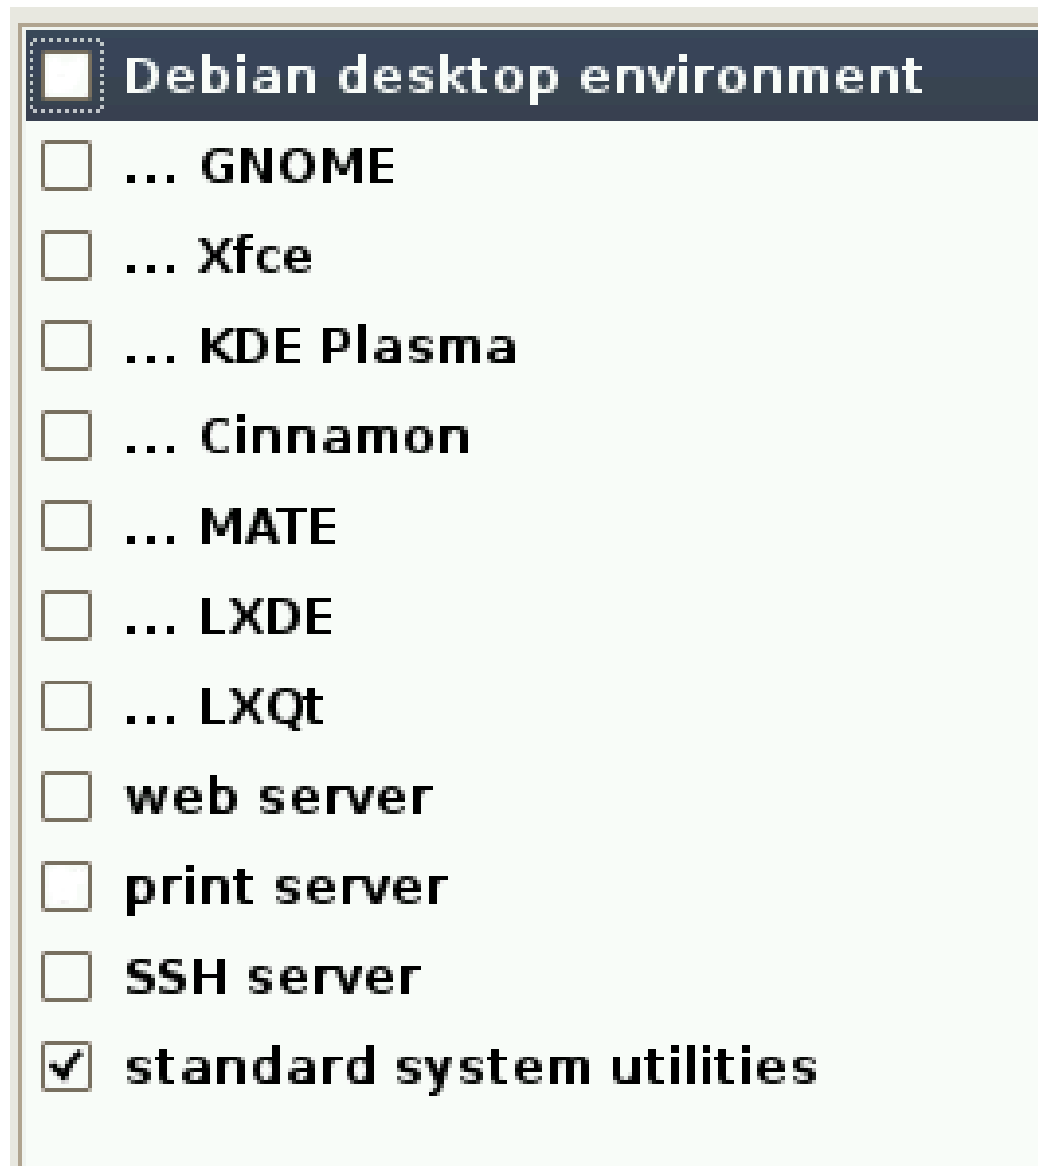 Debian desktop environment
... GNOME
... Xfce
... KDE Plasma
... Cinnamon
... MATE
... LXDE
... LXQt
web server
print server
SSH server
standard system utilities